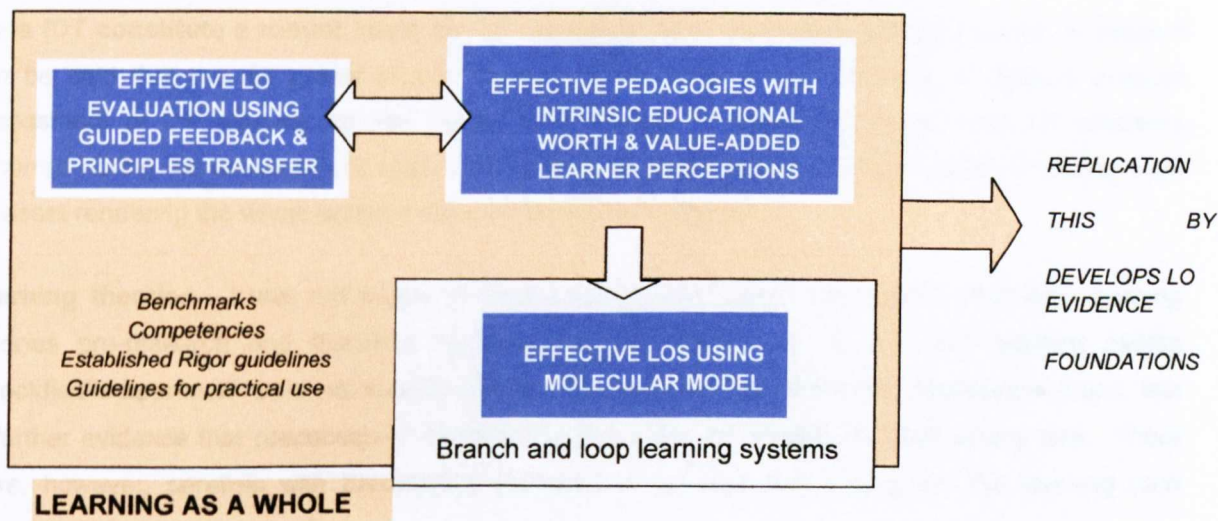 EFFECTIVE LO
EVALUATION USING
GUIDED FEEDBACK &
PRINCIPLES TRANSFER
EFFECTIVE PEDAGOGIES WITH
INTRINSIC EDUCATIONAL
WORTH & VALUE-ADDED
LEARNER PERCEPTIONS
REPLICATION
THIS BY
DEVELOPS LO
EVIDENCE
FOUNDATIONS
Benchmarks
Competencies
Established Rigor guidelines
Guidelines for practical use
EFFECTIVE LOS USING
MOLECULAR MODEL
Branch and loop learning systems
LEARNING AS A WHOLE